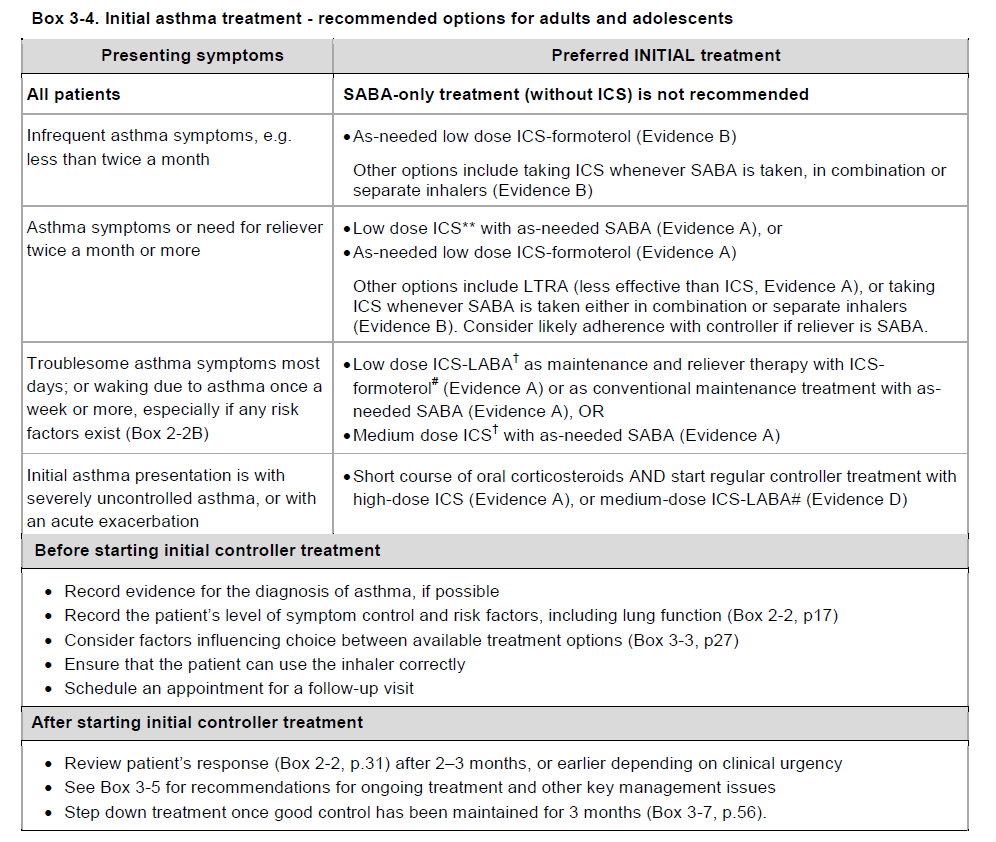 Box 3-4. Initial asthma treatment - recommended options for adults and adolescents
Presenting symptoms
Preferred INITIAL treatment
All patients
SABA-only treatment (without ICS) is not recommended
Infrequent asthma symptoms, e.g.
less than twice a month
•As-needed low dose ICS-formoterol (Evidence B)
Other options include taking ICS whenever SABA is taken, in combination or
separate inhalers (Evidence B)
Asthma symptoms or need for reliever
twice a month or more
•Low dose ICS** with as-needed SABA (Evidence A), or
•As-needed low dose ICS-formoterol (Evidence A)
Other options include LTRA (less effective than ICS, Evidence A), or taking
ICS whenever SABA is taken either in combination or separate inhalers
(Evidence B). Consider likely adherence with controller if reliever is SABA.
Troublesome asthma symptoms most
days; or waking due to asthma once a
week or more, especially if any risk
factors exist (Box 2-2B)
•Low dose ICS-LABA† as maintenance and reliever therapy with ICS-
formoterol# (Evidence A) or as conventional maintenance treatment with as-
needed SABA (Evidence A), OR
•Medium dose ICS† with as-needed SABA (Evidence A)
Initial asthma presentation is with
severely uncontrolled asthma, or with
an acute exacerbation
•Short course of oral corticosteroids AND start regular controller treatment with
high-dose ICS (Evidence A), or medium-dose ICS-LABA# (Evidence D)
Before starting initial controller treatment
• Record evidence for the diagnosis of asthma, if possible
• Record the patient's level of symptom control and risk factors, including lung function (Box 2-2, p17)
• Consider factors influencing choice between available treatment options (Box 3-3, p27)
• Ensure that the patient can use the inhaler correctly
• Schedule an appointment for a follow-up visit
After starting initial controller treatment
• Review patient's response (Box 2-2, p.31) after 2–3 months, or earlier depending on clinical urgency
• See Box 3-5 for recommendations for ongoing treatment and other key management issues
• Step down treatment once good control has been maintained for 3 months (Box 3-7, p.56).